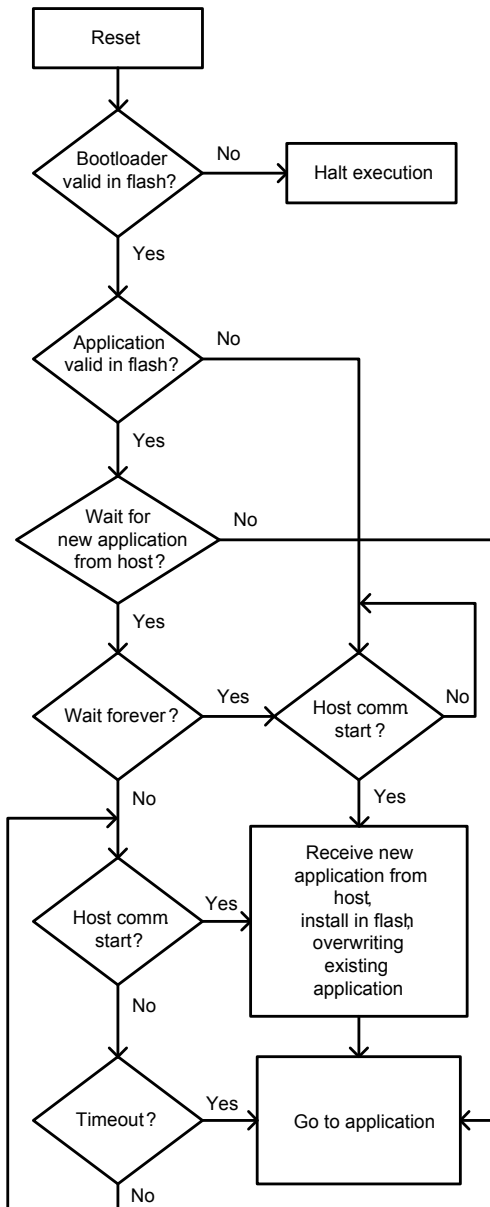 Reset
Bootloader
valid in flash?
No
Halt execution
Yes
Application
valid in flash?
No
Yes
Wait for
new application
from host?
No
Yes
Wait forever?
Yes
Host comm.
start?
No
No
Yes
Host comm.
start?
Yes
Receive new
application from
host,
install in flash,
overwriting
existing
application
No
Timeout?
Yes
Go to application
No